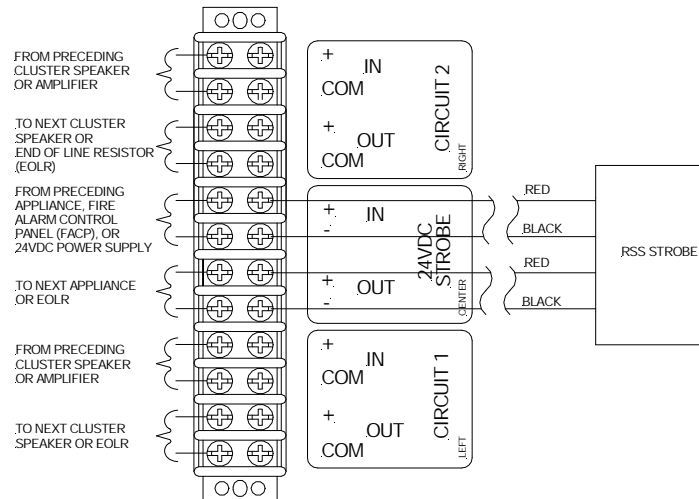 FROM PRECEDING
CLUSTER SPEAKER
OR AMPLIFIER
TO NEXT CLUSTER
SPEAKER OR
END OF LINE RESISTOR
(EOLR)
FROM PRECEDING
APPLIANCE, FIRE
ALARM CONTROL
PANEL (FACP), OR
24VDC POWER SUPPLY
TO NEXT APPLIANCE
OR EOLR
FROM PRECEDING
CLUSTER SPEAKER
OR AMPLIFIER
TO NEXT CLUSTER
SPEAKER OR EOLR
+
IN
COM
+
OUT
COM
CIRCUIT 2
RIGHT
+
IN
-
+
OUT
-
24VDC
STROBE
CENTER
+
IN
COM
+
OUT
COM
CIRCUIT 1
LEFT
RED
BLACK
RED
BLACK
RSS STROBE